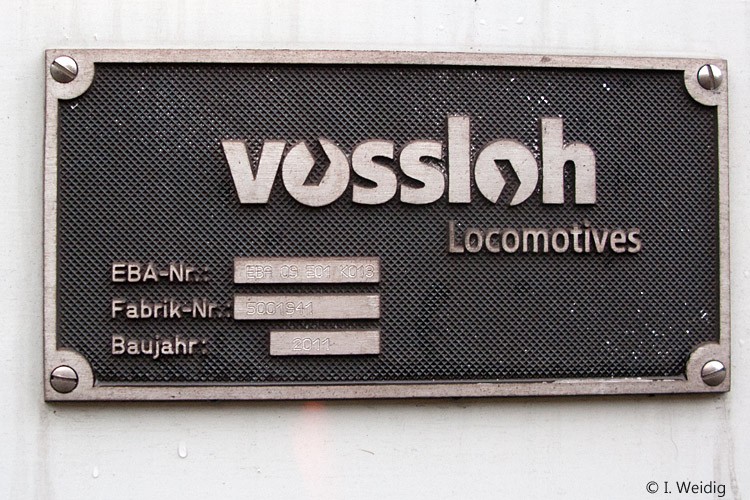 vossloh
Locomotives
EBA-Nr.: EBA 09 E01 K018
Fabrik-Nr.: 5001941
Baujahr: 2011
© I. Weidig